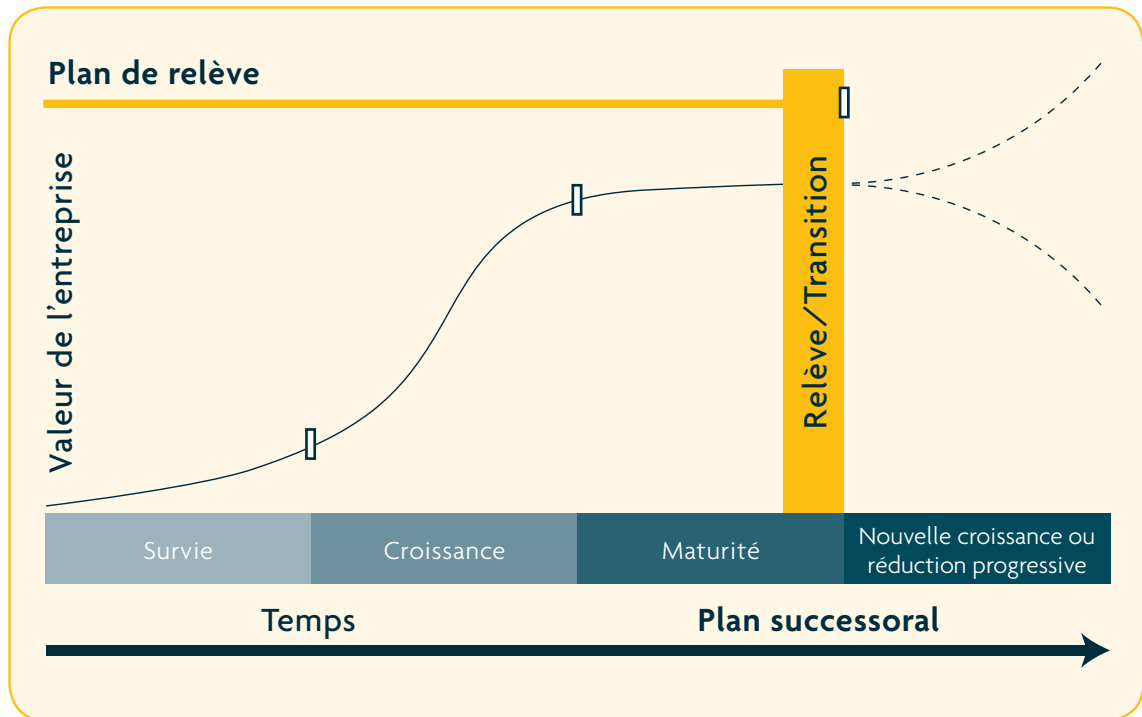 Plan de relève
Valeur de l'entreprise
Relève/Transition
Survie
Croissance
Maturité
Nouvelle croissance ou
réduction progressive
Temps
Plan successoral